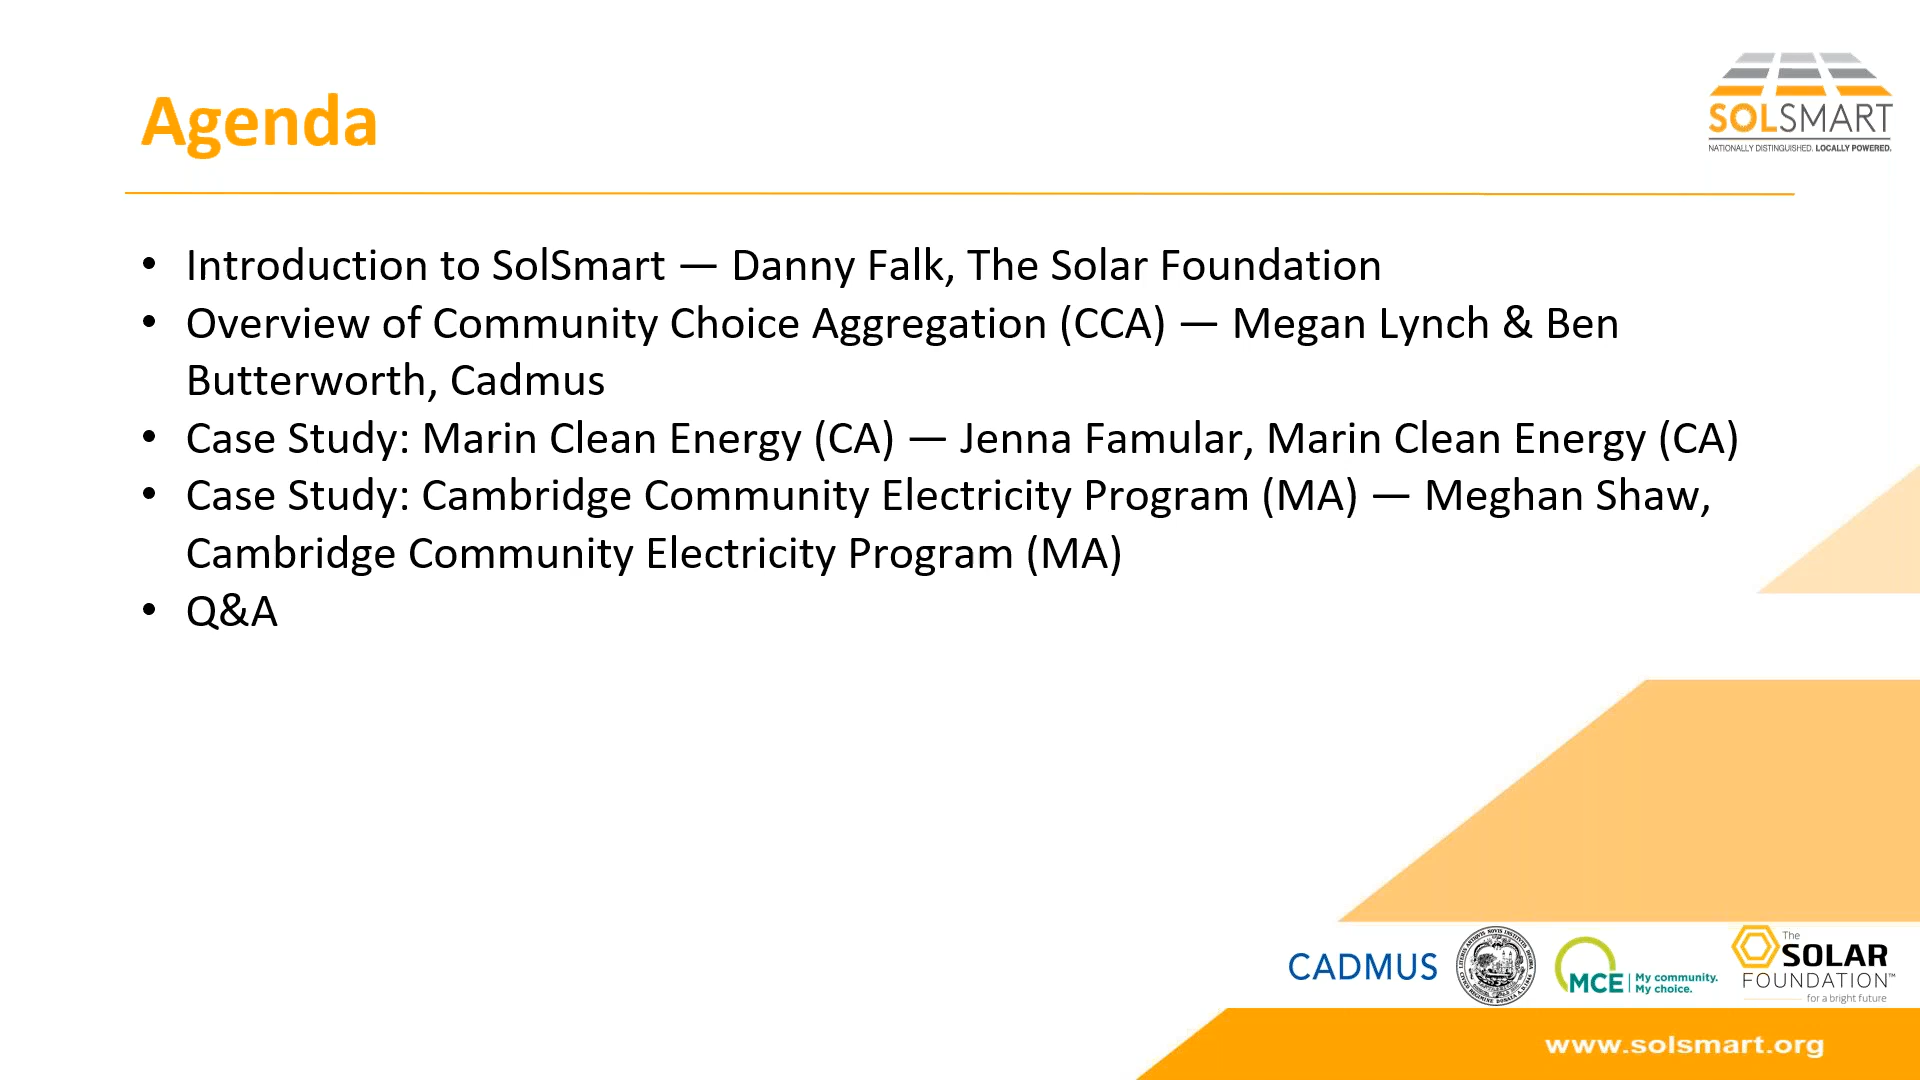 Agenda
SOLSMART
NATIONALLY DISTINGUISHED. LOCALLY POWERED.
• Introduction to SolSmart — Danny Falk, The Solar Foundation
• Overview of Community Choice Aggregation (CCA) — Megan Lynch & Ben
Butterworth, Cadmus
• Case Study: Marin Clean Energy (CA) — Jenna Famular, Marin Clean Energy (CA)
• Case Study: Cambridge Community Electricity Program (MA) — Meghan Shaw,
Cambridge Community Electricity Program (MA)
• Q&A
CADMUS
MCE
My community.
My choice.
The
SOLAR
FOUNDATION™
for a bright future
www.solsmart.org